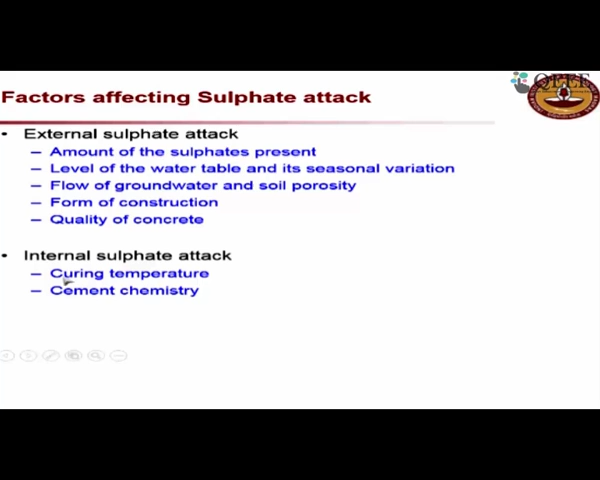 QEEE
Factors affecting Sulphate attack
• External sulphate attack
– Amount of the sulphates present
– Level of the water table and its seasonal variation
– Flow of groundwater and soil porosity
– Form of construction
– Quality of concrete
• Internal sulphate attack
– Curing temperature
– Cement chemistry